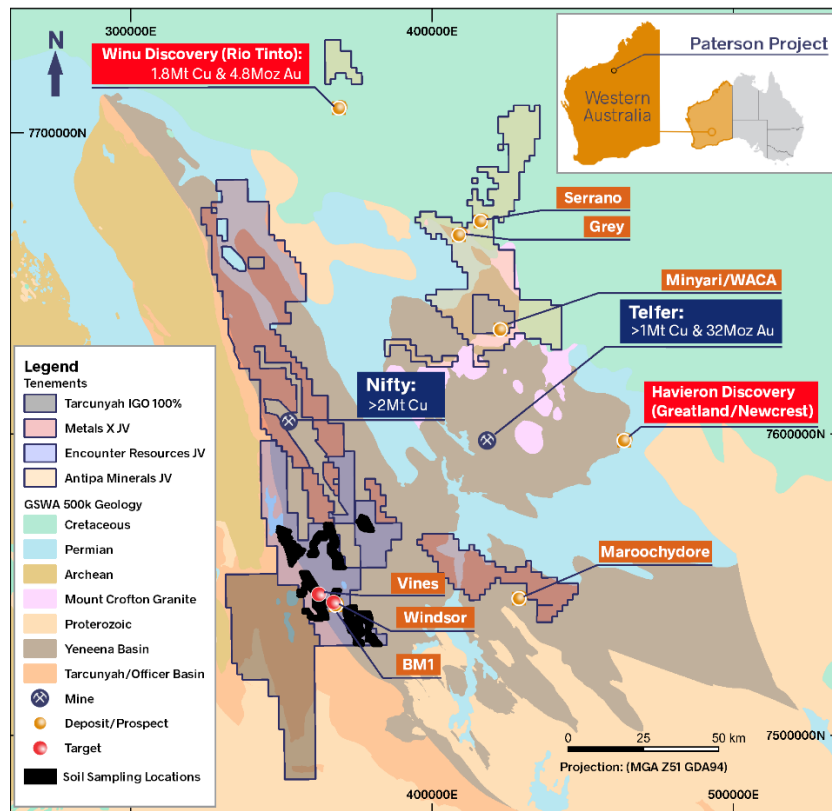 300000E
400000E
N
Winu Discovery (Rio Tinto):
1.8Mt Cu & 4.8Moz Au
Paterson Project
Western
Australia
7700000N
Serrano
Grey
Minyari/WACA
Telfer:
>1Mt Cu & 32Moz Au
Nifty:
>2Mt Cu
Havieron Discovery
(Greatland/Newcrest)
7600000N
Legend
Tenements
Tarcunyah IGO 100%
Metals X JV
Encounter Resources JV
Antipa Minerals JV
GSWA 500k Geology
Cretaceous
Permian
Archean
Mount Crofton Granite
Proterozoic
Yeneena Basin
Tarcunyah/Officer Basin
Mine
Deposit/Prospect
Target
Soil Sampling Locations
Maroochydore
Vines
Windsor
BM1
7500000N
0 25 50 km
Projection: (MGA Z51 GDA94)
400000E
500000E